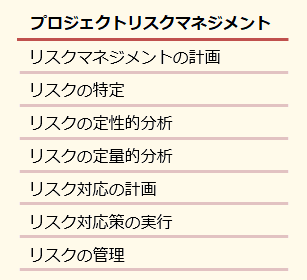 プロジェクトリスクマネジメント
リスクマネジメントの計画
リスクの特定
リスクの定性的分析
リスクの定量的分析
リスク対応の計画
リスク対応策の実行
リスクの管理